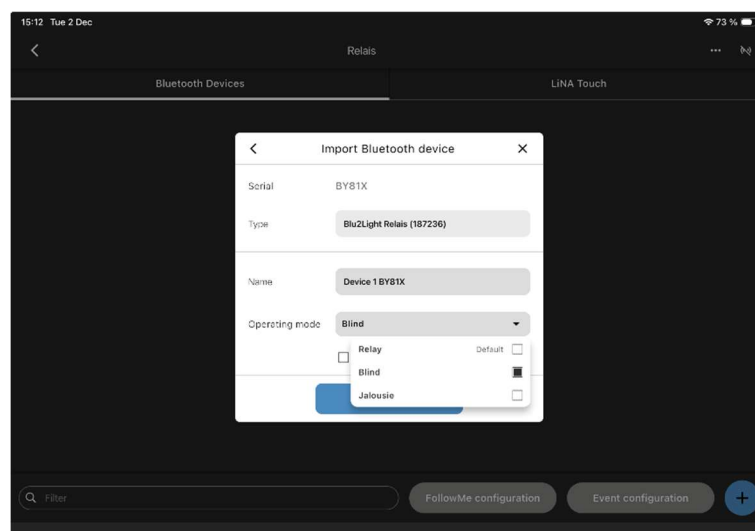 15:12 Tue 2 Dec 73 %
Relais
Bluetooth Devices LiNA Touch
Import Bluetooth device
Serial BY81X
Type Blu2Light Relais (187236)
Name Device 1 BY81X
Operating mode Blind
Relay Default
Blind
Jalousie
Filter FollowMe configuration Event configuration